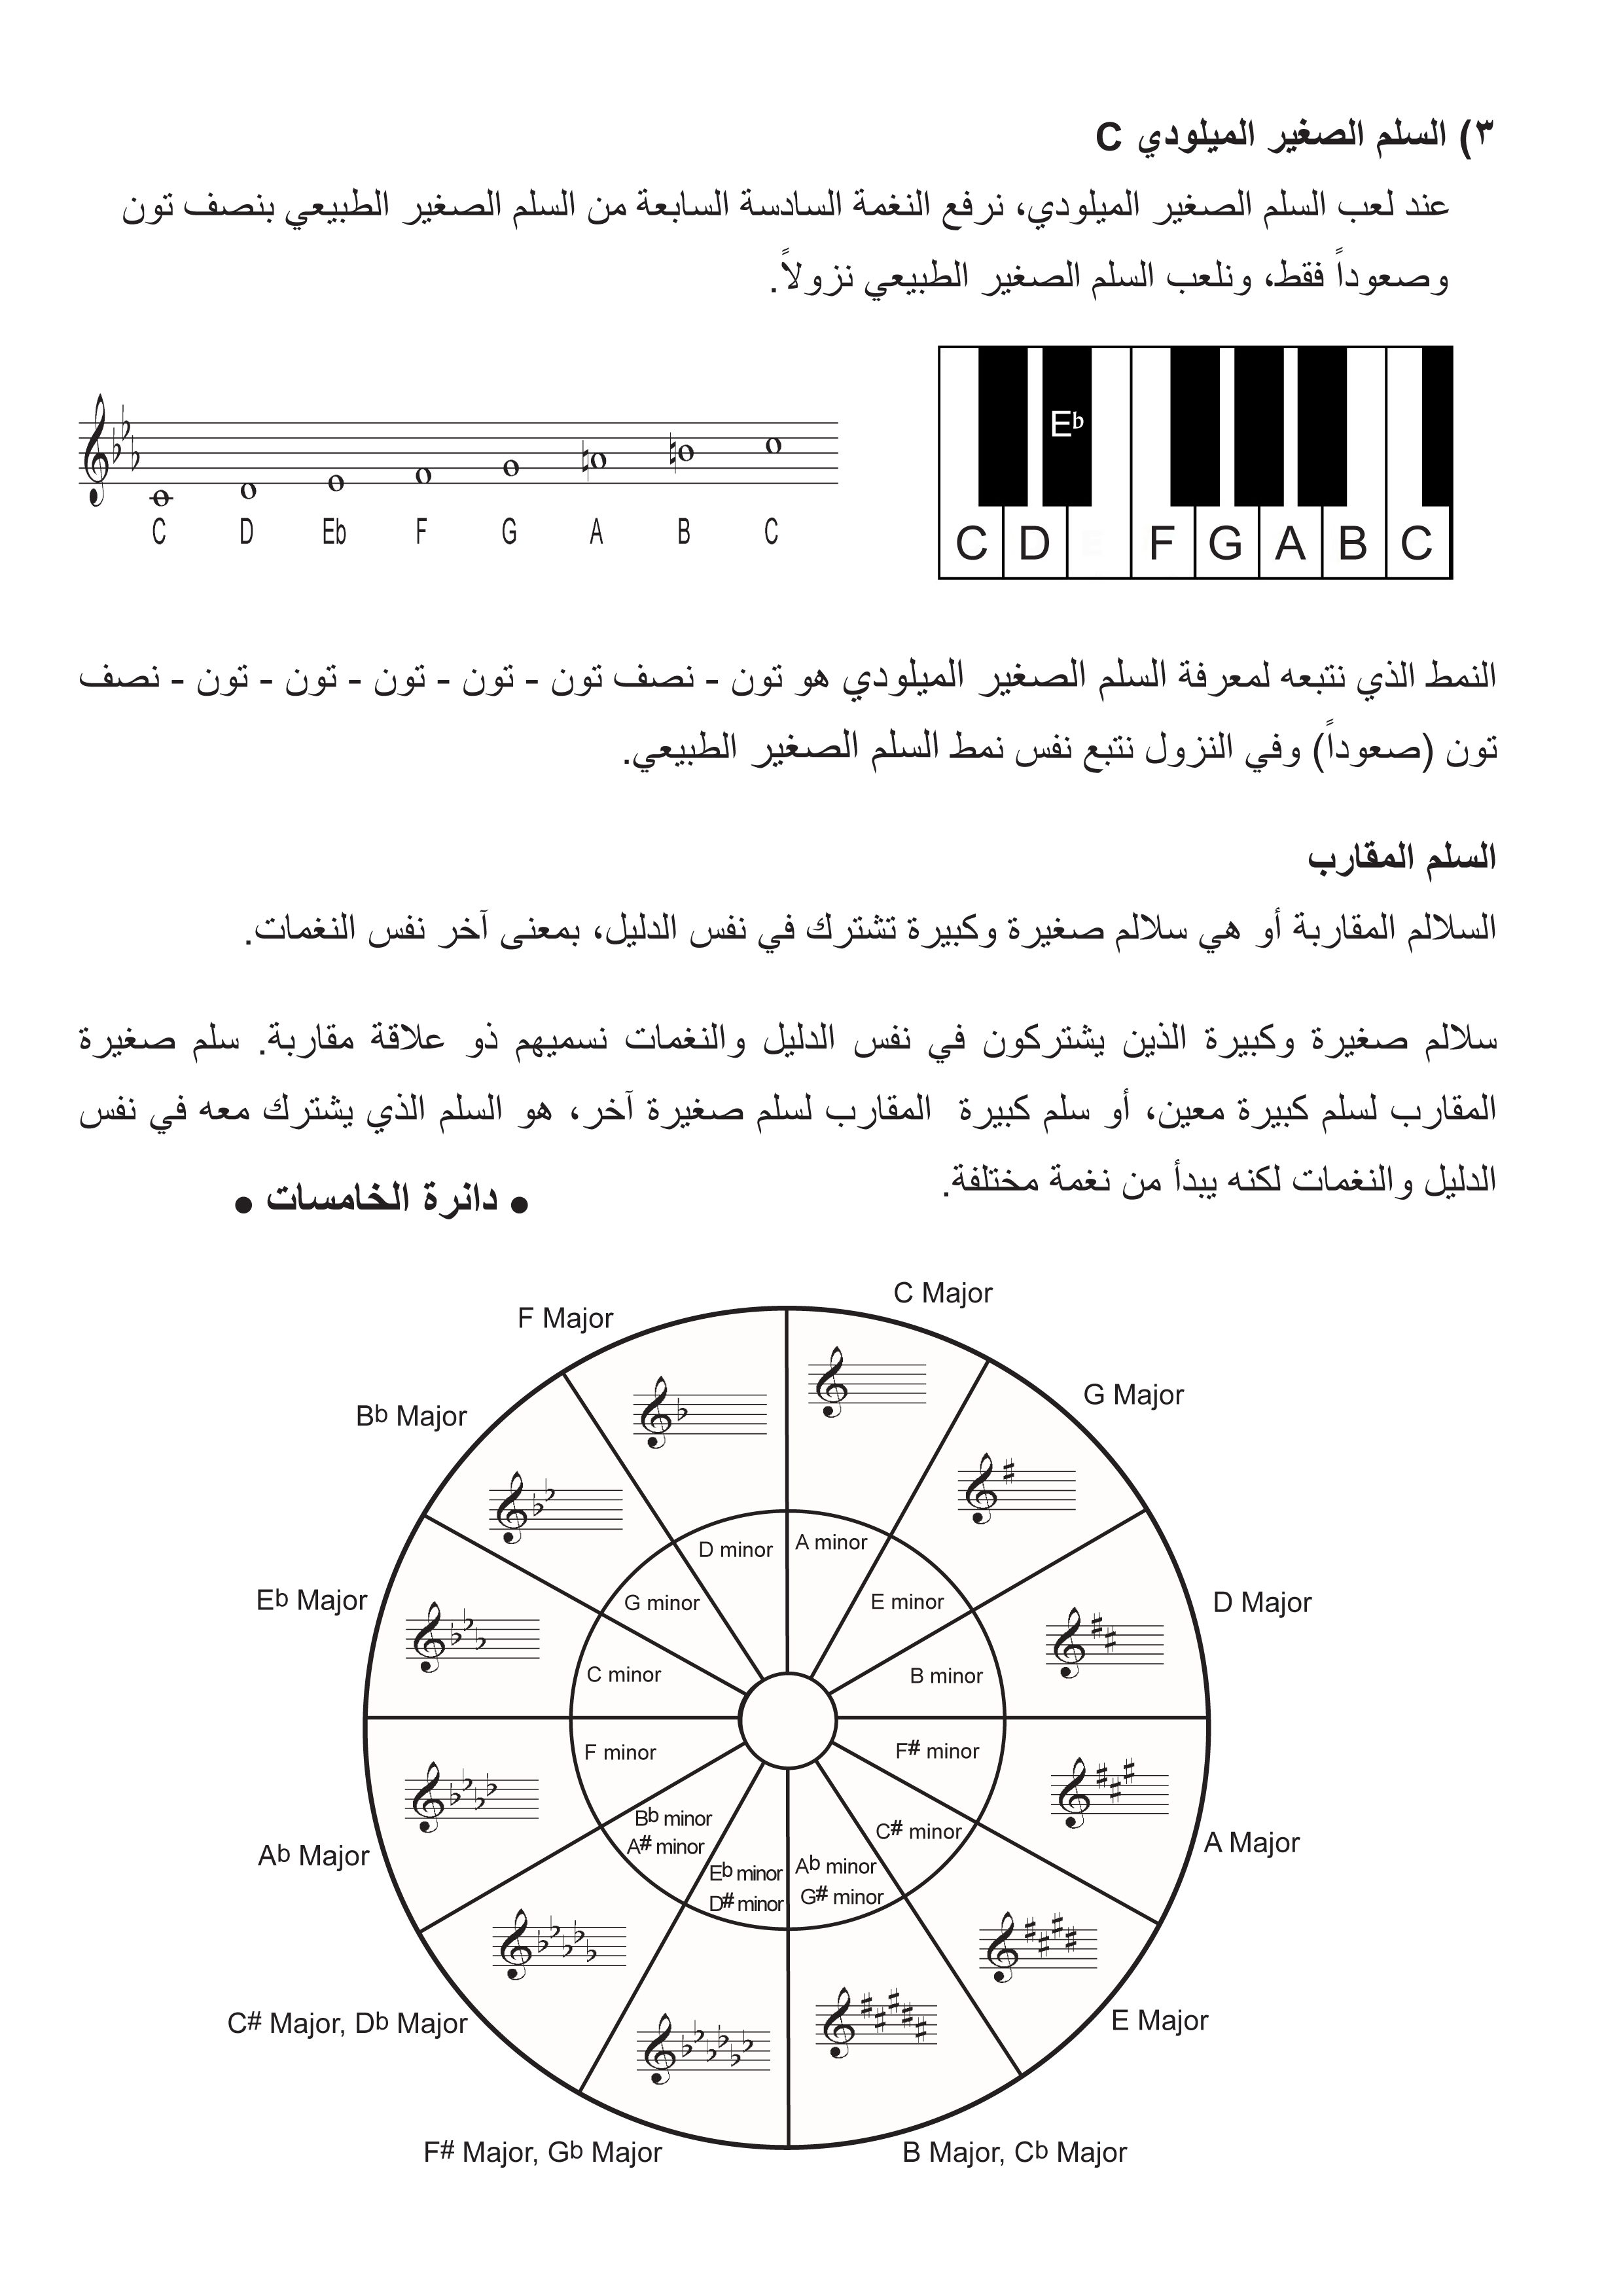 ٣) السلم الصغير الميلودي C
عند لعب السلم الصغير الميلودي، نرفع النغمة السادسة السابعة من السلم الصغير الطبيعي بنصف تون
وصعوداً فقط، ونلعب السلم الصغير الطبيعي نزولاً.
Eb
C D F G A B C
C D Eb F G A B C
النمط الذي نتبعه لمعرفة السلم الصغير الميلودي هو تون - نصف تون - تون - تون - تون - تون - نصف
تون (صعوداً) وفي النزول نتبع نفس نمط السلم الصغير الطبيعي.
السلم المقارب
السلالم المقاربة أو هي سلالم صغيرة وكبيرة تشترك في نفس الدليل، بمعنى آخر نفس النغمات.
سلالم صغيرة وكبيرة الذين يشتركون في نفس الدليل والنغمات نسميهم ذو علاقة مقاربة. سلم صغيرة
المقارب لسلم كبيرة معين، أو سلم كبيرة المقارب لسلم صغيرة آخر، هو السلم الذي يشترك معه في نفس
الدليل والنغمات لكنه يبدأ من نغمة مختلفة.
• دائرة الخامسات •
C Major
G Major
D Major
A Major
E Major
B Major, Cb Major
F# Major, Gb Major
C# Major, Db Major
Ab Major
Eb Major
Bb Major
F Major
A minor
E minor
B minor
F# minor
C# minor
Ab minor
G# minor
Eb minor
D# minor
Bb minor
A# minor
F minor
C minor
G minor
D minor